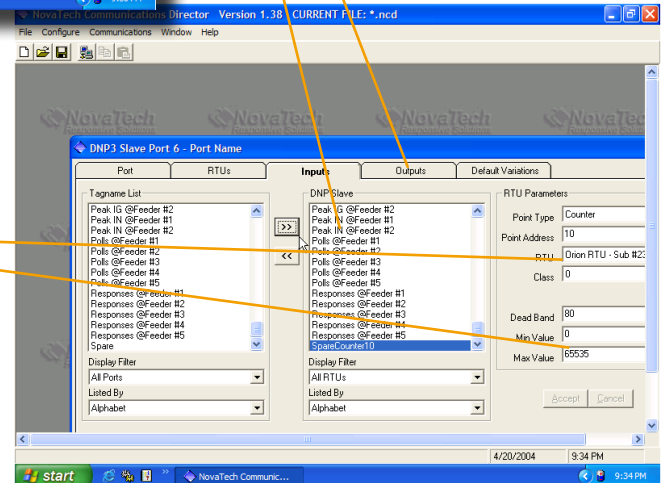 NovaTech Communications Director Version 1.38 CURRENT FILE: *.ncd
File Configure Communications Window Help
NovaTech NovaTech NovaTech NovaTec
DNP3 Slave Port 6 - Port Name
Port RTUs Inputs Outputs Default Variations
Tagname List
Peak IG @Feeder #2
Peak IN @Feeder #1
Peak IN @Feeder #2
Polls @Feeder #1
Polls @Feeder #2
Polls @Feeder #3
Polls @Feeder #4
Polls @Feeder #5
Responses @Feeder #1
Responses @Feeder #2
Responses @Feeder #3
Responses @Feeder #4
Responses @Feeder #5
Spare
Display Filter
All Ports
Listed By
Alphabet
>>
<<
DNP Slave
Peak IG @Feeder #2
Peak IN @Feeder #1
Peak IN @Feeder #2
Polls @Feeder #1
Polls @Feeder #2
Polls @Feeder #3
Polls @Feeder #4
Polls @Feeder #5
Responses @Feeder #1
Responses @Feeder #2
Responses @Feeder #3
Responses @Feeder #4
Responses @Feeder #5
SpareCounter10
Display Filter
All RTUs
Listed By
Alphabet
RTU Parameters
Point Type Counter
Point Address 10
RTU Orion RTU - Sub #23
Class 0
Dead Band 80
Min Value 0
Max Value 65535
Accept Cancel
4/20/2004 9:34 PM
start NovaTech Communic... 9:34 PM